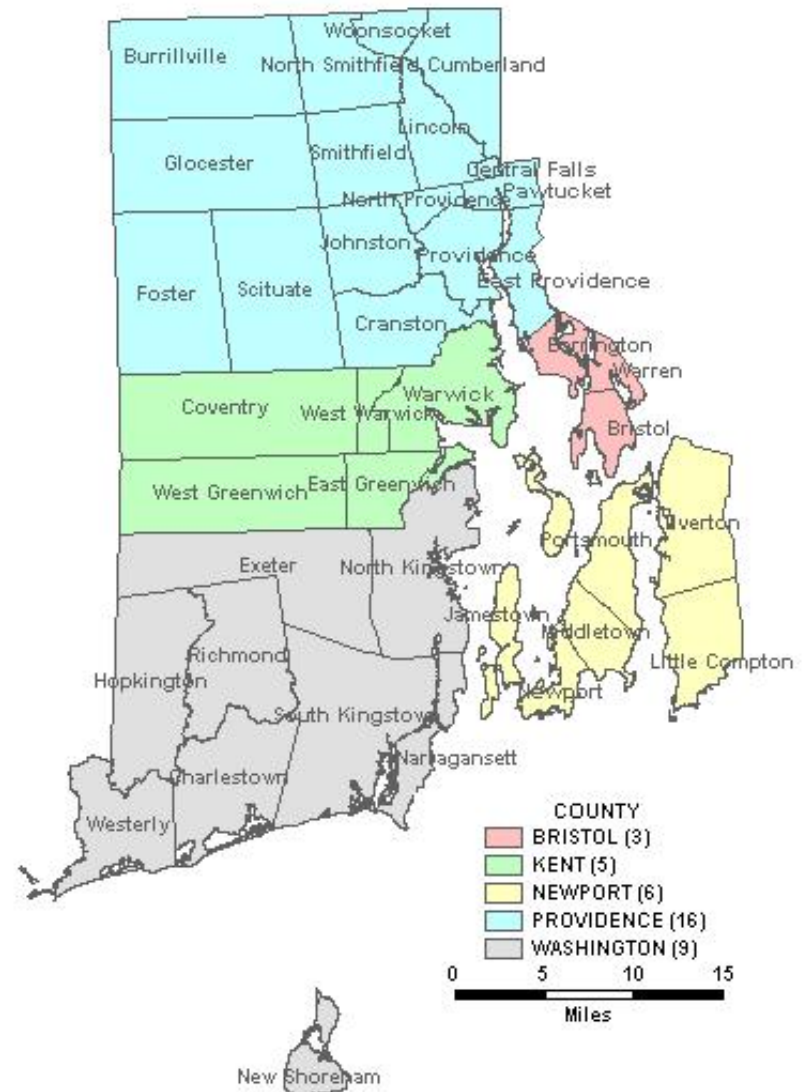 Woonsocket
Burrillville
North Smithfield
Cumberland
Lincoln
Smithfield
Glocester
Central Falls
Pawtucket
North Providence
Johnston
Providence
East Providence
Foster
Scituate
Cranston
Barrington
Warren
Warwick
Coventry
West Warwick
Bristol
West Greenwich
East Greenwich
Tiverton
Portsmouth
Exeter
North Kingstown
Jamestown
Middletown
Richmond
Hopkington
Little Compton
Newport
South Kingstown
Narragansett
Charlestown
Westerly
COUNTY
BRISTOL (3)
KENT (5)
NEWPORT (6)
PROVIDENCE (16)
WASHINGTON (9)
0 5 10 15
Miles
New Shoreham